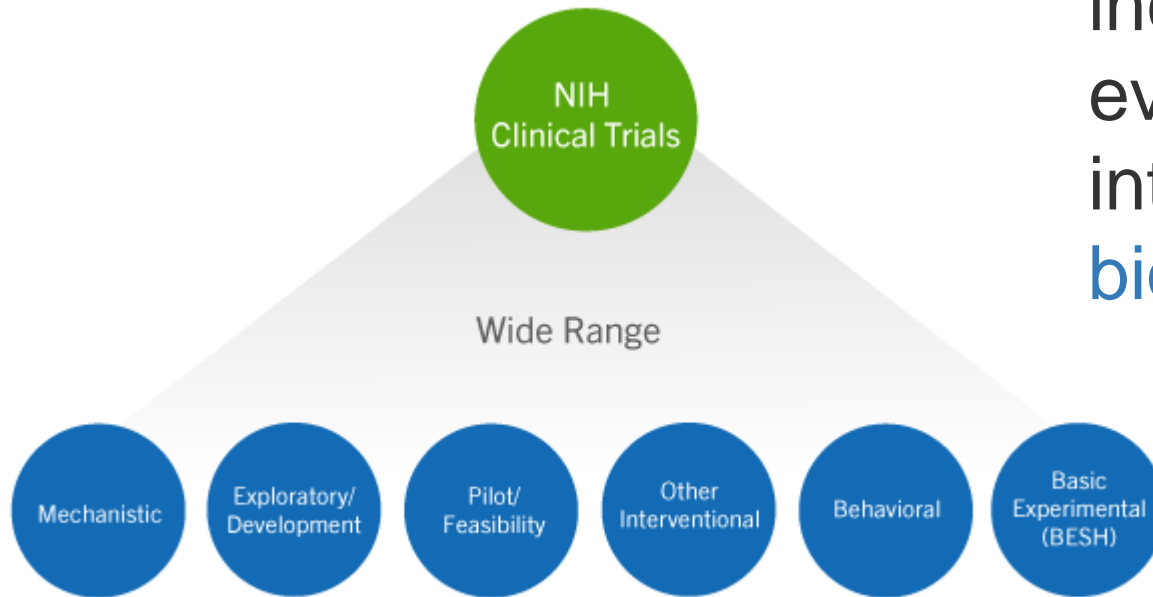 NIH
Clinical Trials
Wide Range
Mechanistic
Exploratory/
Development
Pilot/
Feasibility
Other
Interventional
Behavioral
Basic
Experimental
(BESH)